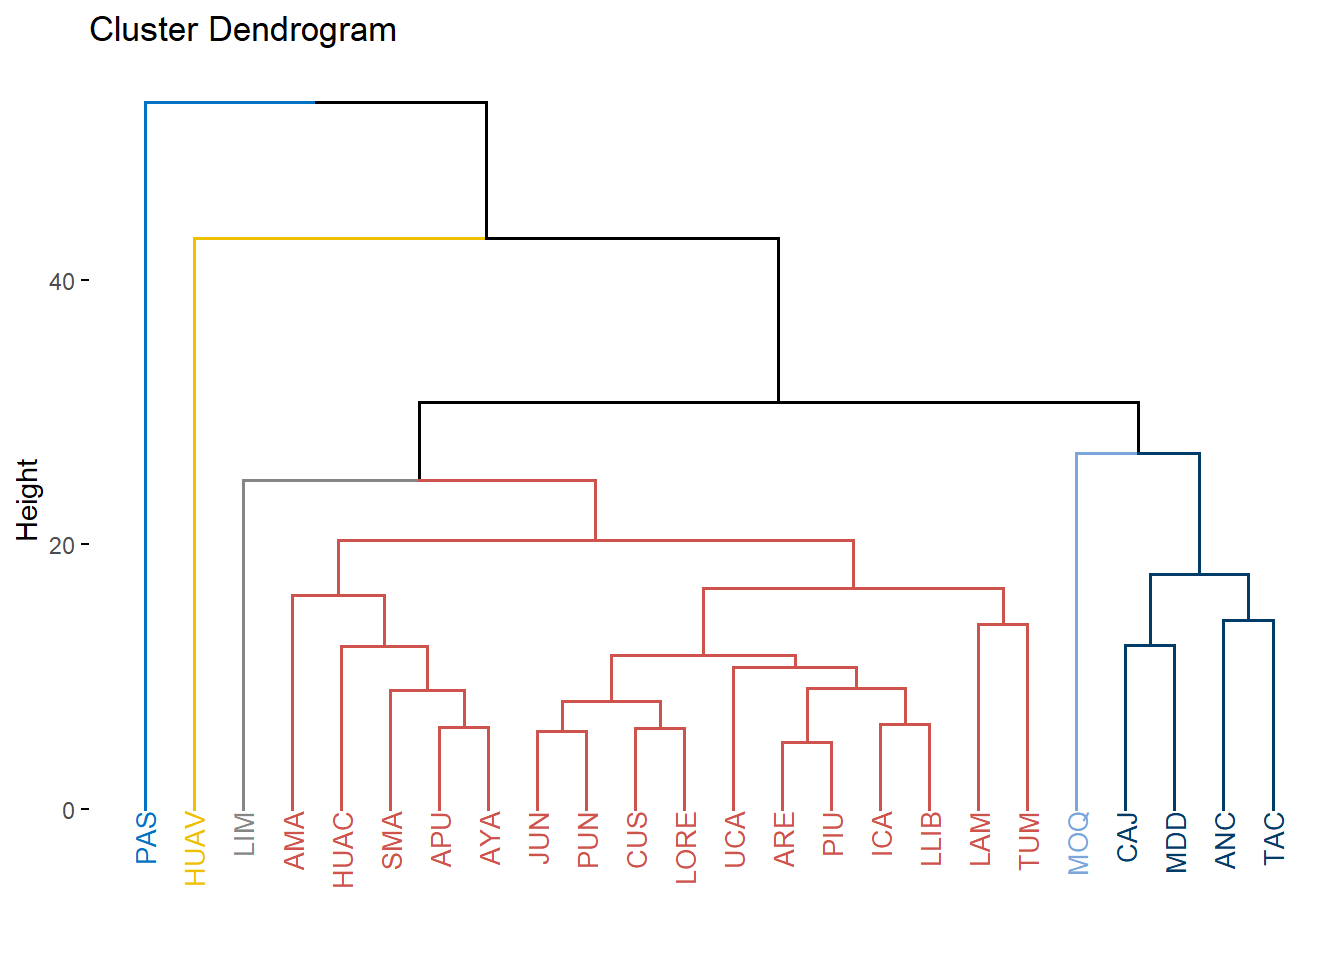 Cluster Dendrogram
Height
40
20
0
PAS
HUAV
LIM
AMA
HUAC
SMA
APU
AYA
JUN
PUN
CUS
LORE
UCA
ARE
PIU
ICA
LLIB
LAM
TUM
MOQ
CAJ
MDD
ANC
TAC